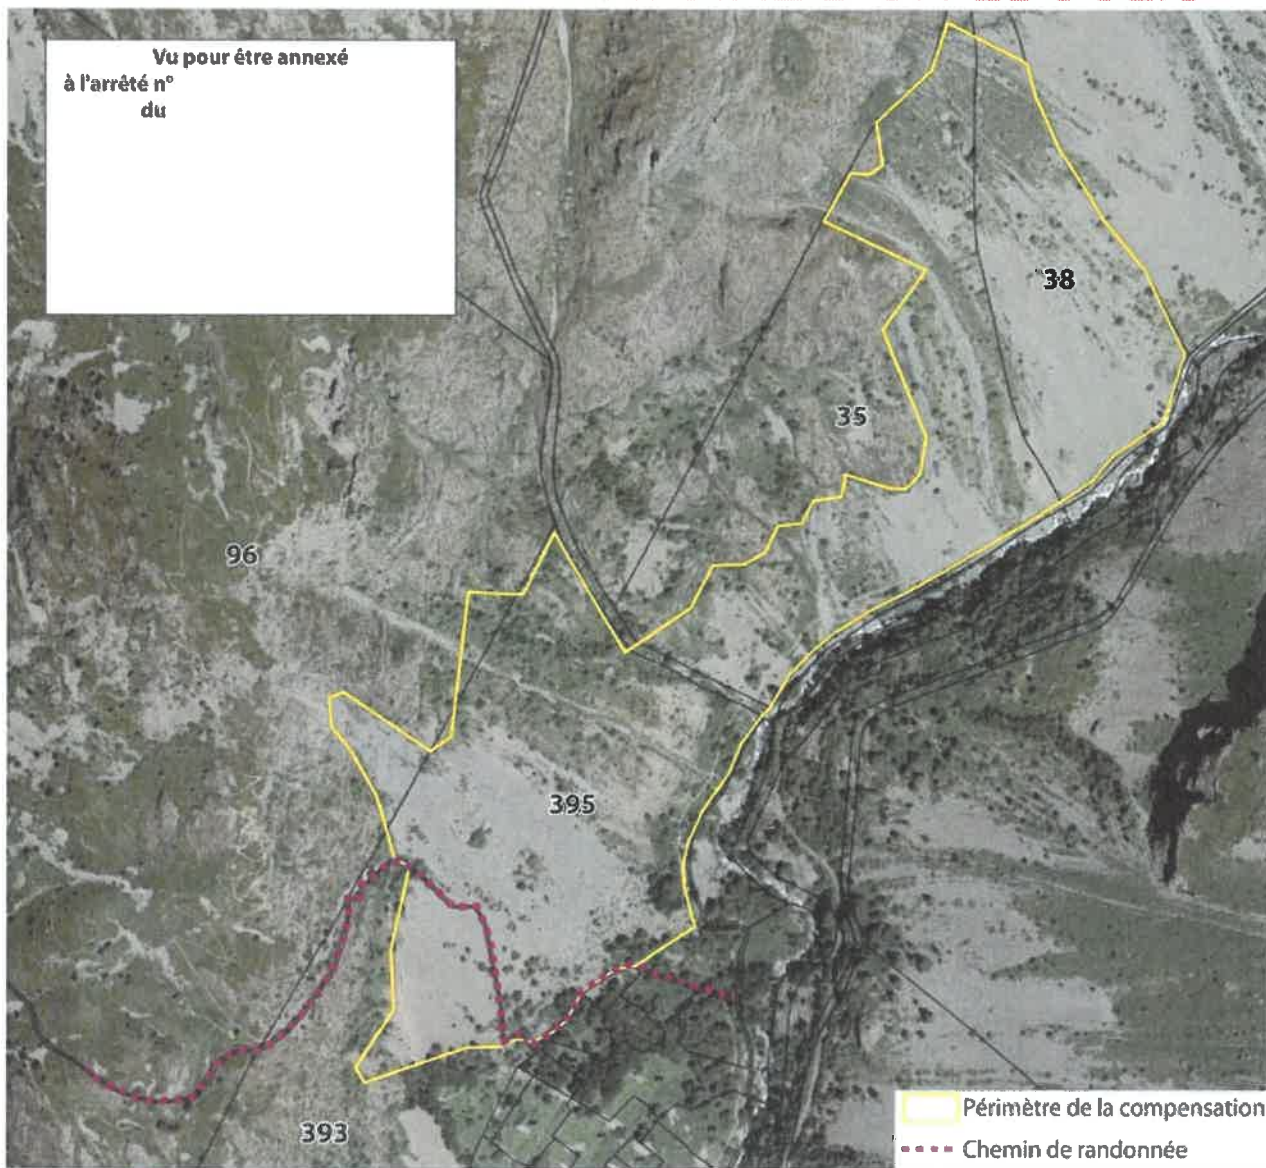 Vu pour être annexé
à l'arrêté n°
du
38
35
96
395
393
Périmètre de la compensation
Chemin de randonnée